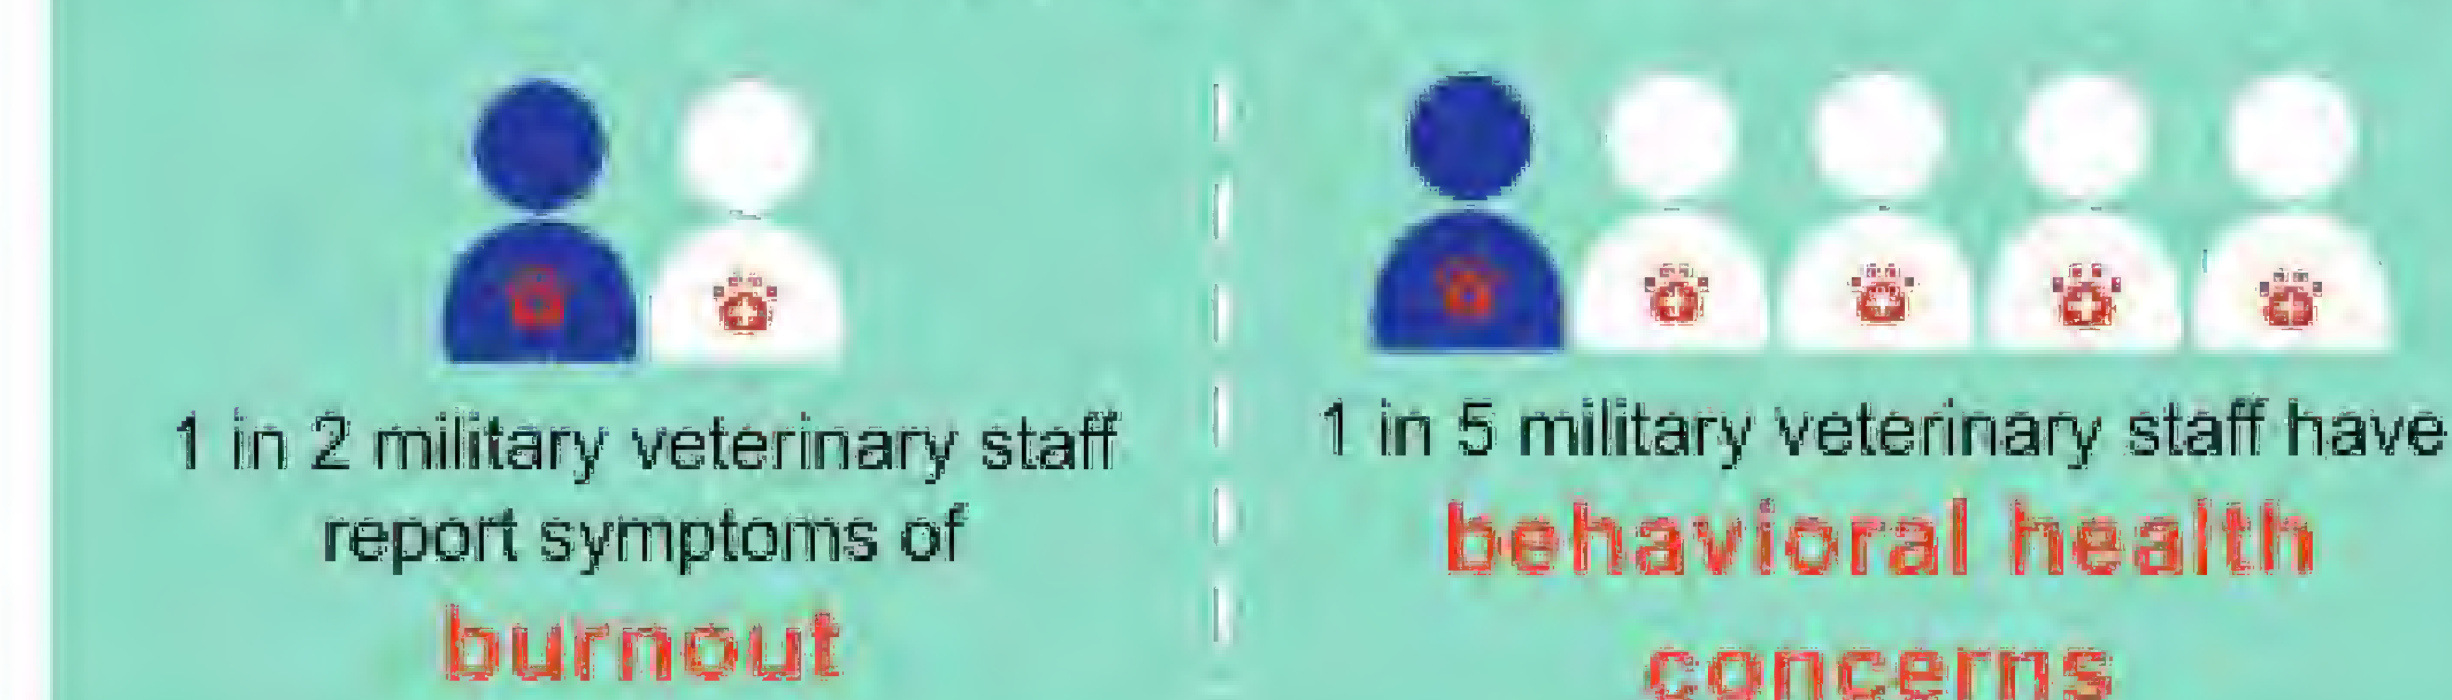 1 in 2 military veterinary staff
report symptoms of
burnout
1 in 5 military veterinary staff have
behavioral health
concerns